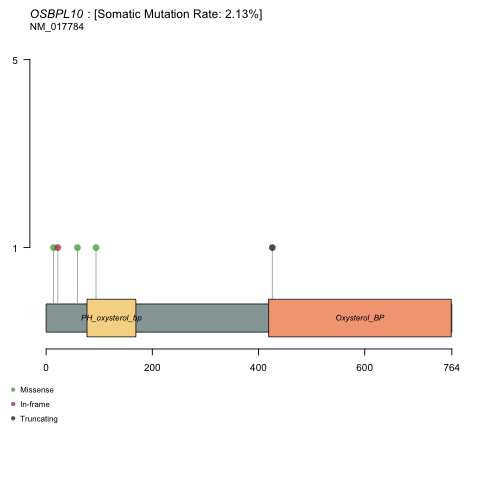 OSBPL10 : [Somatic Mutation Rate: 2.13%]
NM_017784
5
1
PH_oxysterol_bp
Oxysterol_BP
0 200 400 600 764
Missense
In-frame
Truncating